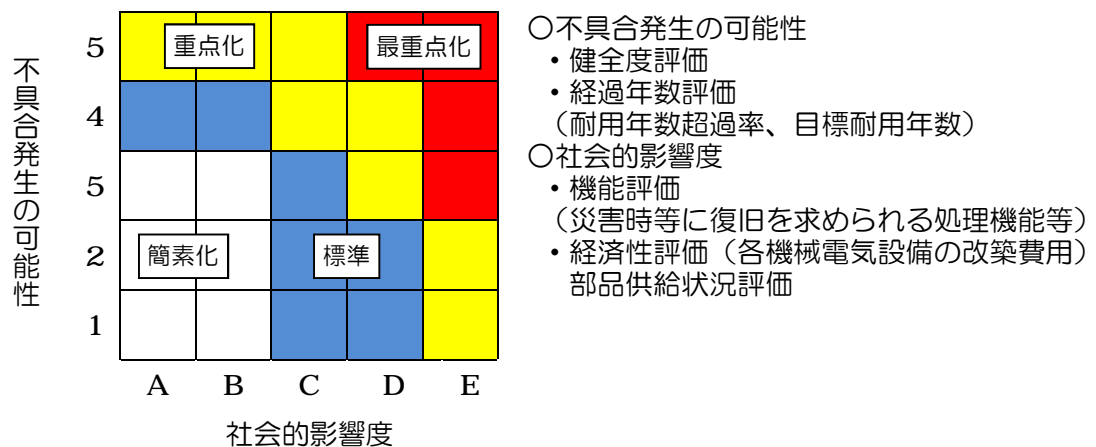 不具合発生の可能性
5
4
5
2
1
重点化
最重点化
簡素化
標準
A B C D E
社会的影響度
〇不具合発生の可能性
・健全度評価
・経過年数評価
（耐用年数超過率、目標耐用年数）
〇社会的影響度
・機能評価
（災害時等に復旧を求められる処理機能等）
・経済性評価（各機械電気設備の改築費用）
部品供給状況評価